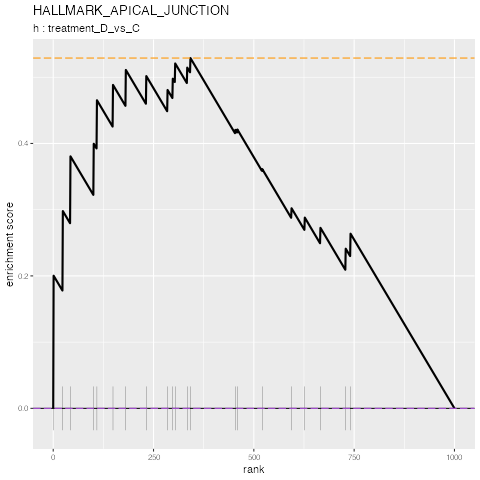 HALLMARK_APICAL_JUNCTION
h : treatment_D_vs_C
enrichment score
0.4
0.2
0.0
0
250
500
750
1000
rank